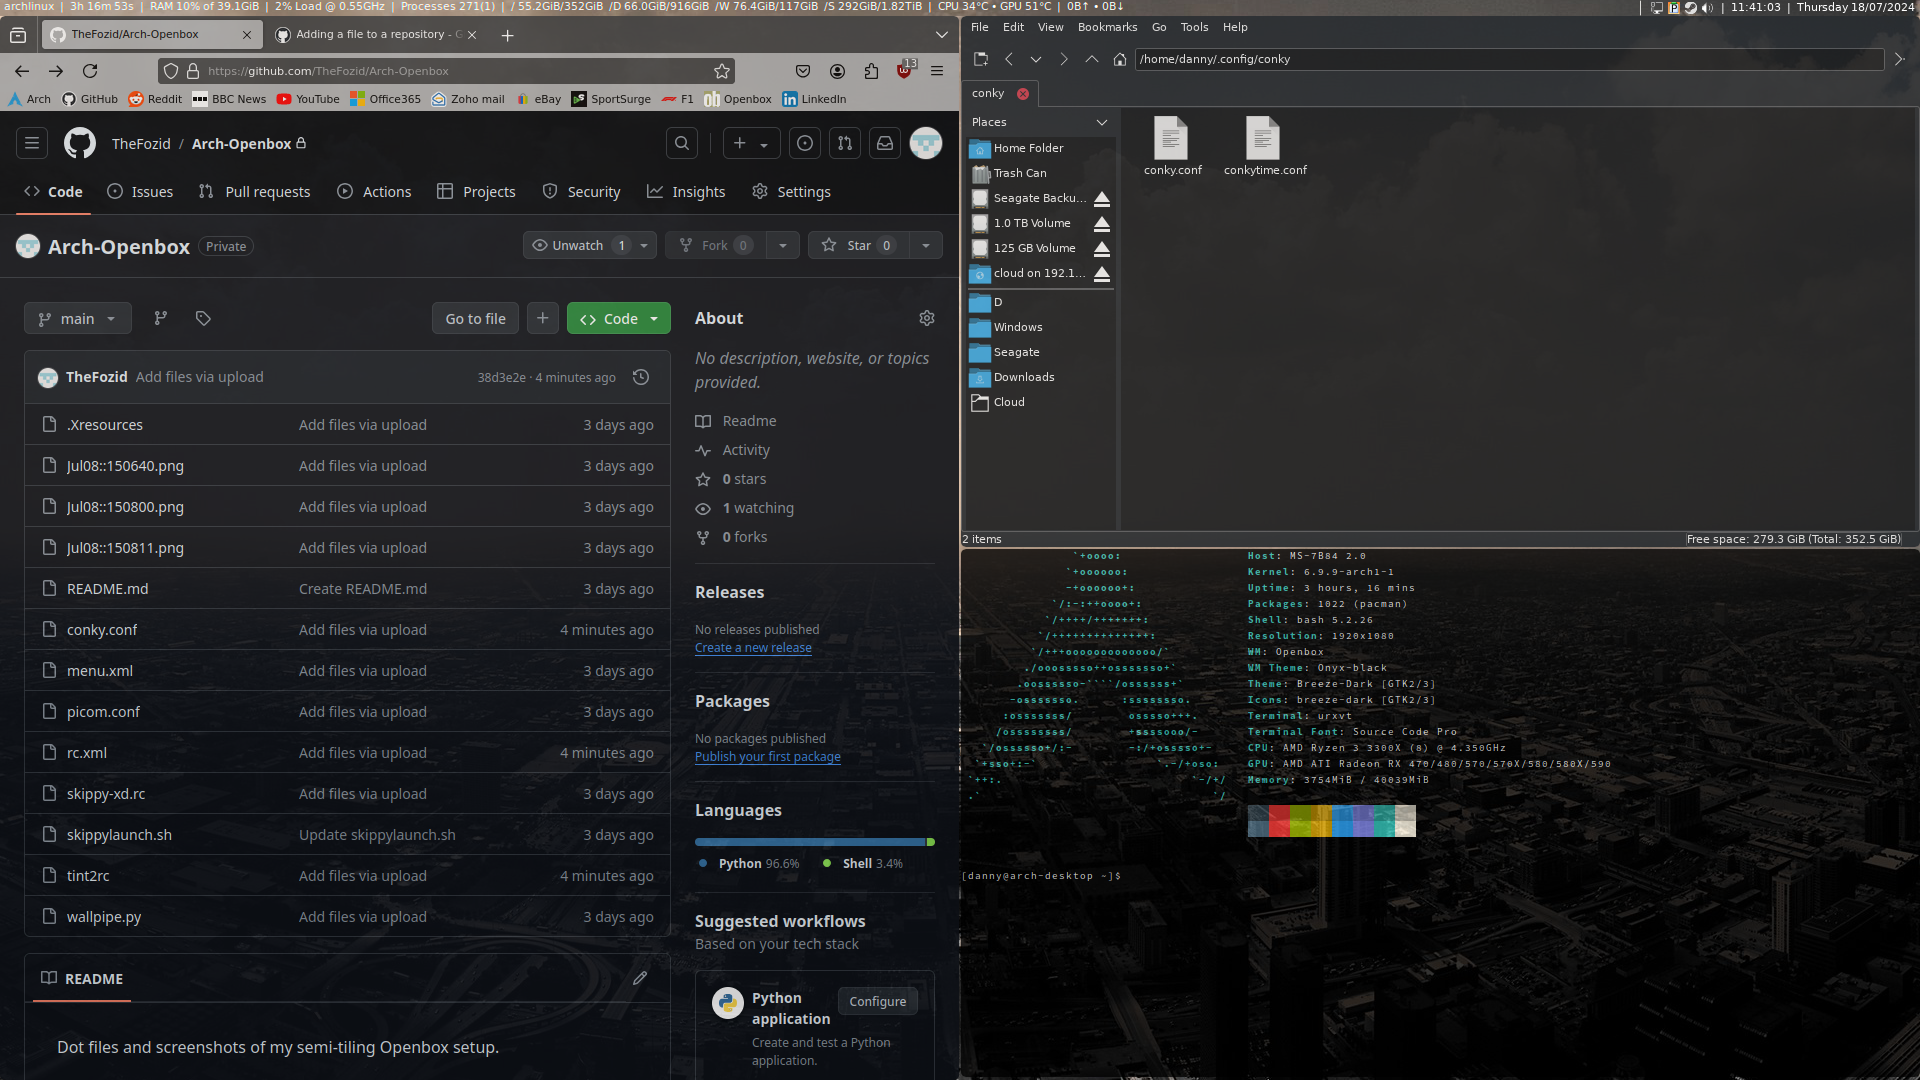 archlinux | 3h 16m 53s | RAM 10% of 39.1GiB | 2% Load @ 0.55GHz | Processes 271(1) | / 55.2GiB/352GiB /D 66.0GiB/916GiB /W 76.4GiB/117GiB /S 292GiB/1.82TiB | CPU 34°C • GPU 51°C | 0B↑ • 0B↓ | 11:41:03 | Thursday 18/07/2024
TheFozid/Arch-Openbox
Adding a file to a repository - G
https://github.com/TheFozid/Arch-Openbox
13
Arch GitHub Reddit BBC News YouTube Office365 Zoho mail eBay SportSurge F1 Openbox LinkedIn
TheFozid / Arch-Openbox
Code Issues Pull requests Actions Projects Security Insights Settings
Arch-Openbox Private
Unwatch 1 Fork 0 Star 0
main Go to file Code
TheFozid Add files via upload 38d3e2e · 4 minutes ago
.Xresources Add files via upload 3 days ago
Jul08::150640.png Add files via upload 3 days ago
Jul08::150800.png Add files via upload 3 days ago
Jul08::150811.png Add files via upload 3 days ago
README.md Create README.md 3 days ago
conky.conf Add files via upload 4 minutes ago
menu.xml Add files via upload 3 days ago
picom.conf Add files via upload 3 days ago
rc.xml Add files via upload 4 minutes ago
skippy-xd.rc Add files via upload 3 days ago
skippylaunch.sh Update skippylaunch.sh 3 days ago
tint2rc Add files via upload 4 minutes ago
wallpipe.py Add files via upload 3 days ago
README
Dot files and screenshots of my semi-tiling Openbox setup.
About
No description, website, or topics
provided.
Readme
Activity
0 stars
1 watching
0 forks
Releases
No releases published
Create a new release
Packages
No packages published
Publish your first package
Languages
Python 96.6% Shell 3.4%
Suggested workflows
Based on your tech stack
Python
application
Configure
Create and test a Python
application.
File Edit View Bookmarks Go Tools Help
/home/danny/.config/conky
conky
Places
Home Folder
Trash Can
Seagate Backu...
1.0 TB Volume
125 GB Volume
cloud on 192.1...
D
Windows
Seagate
Downloads
Cloud
conky.conf
conkytime.conf
2 items
Free space: 279.3 GiB (Total: 352.5 GiB)
Host: MS-7B84 2.0
Kernel: 6.9.9-arch1-1
Uptime: 3 hours, 16 mins
Packages: 1022 (pacman)
Shell: bash 5.2.26
Resolution: 1920x1080
WM: Openbox
WM Theme: Onyx-black
Theme: Breeze-Dark [GTK2/3]
Icons: breeze-dark [GTK2/3]
Terminal: urxvt
Terminal Font: Source Code Pro
CPU: AMD Ryzen 3 3300X (8) @ 4.350GHz
GPU: AMD ATI Radeon RX 470/480/570/570X/580/580X/590
Memory: 3754MiB / 40039MiB
[danny@arch-desktop ~]$